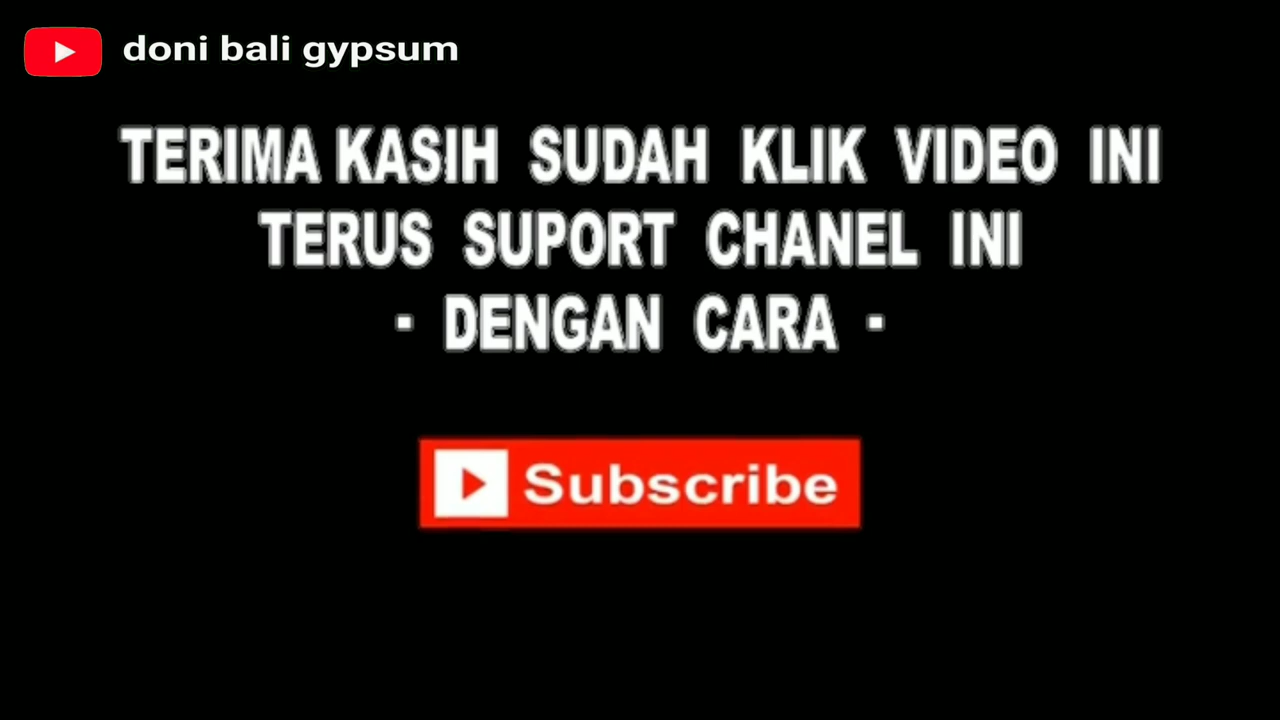 doni bali gypsum
TERIMA KASIH SUDAH KLIK VIDEO INI
TERUS SUPORT CHANEL INI
- DENGAN CARA -
Subscribe